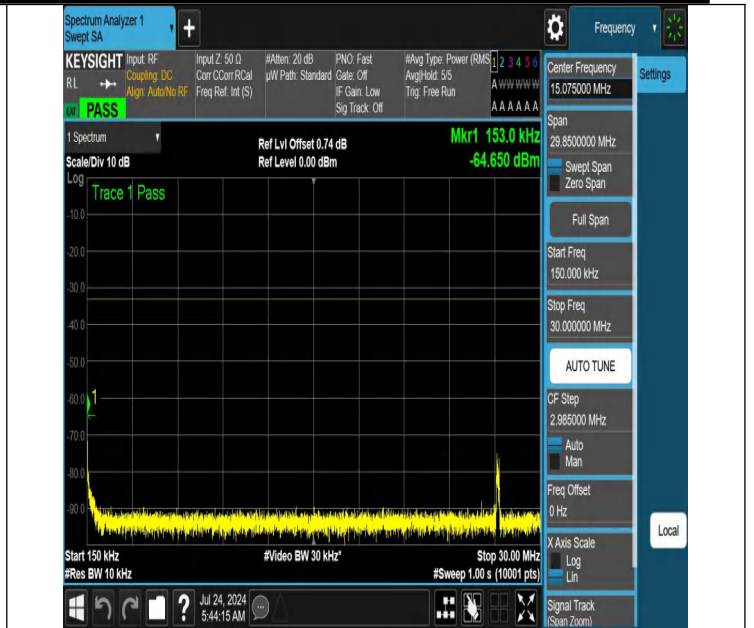 Spectrum Analyzer 1
Swept SA
+
Frequency
KEYSIGHT
RL
PASS
Input: RF
Coupling: DC
Align: Auto/No RF
Input Z: 50 Ω
Corr CCorr RCal
Freq Ref: Int (S)
#Atten: 20 dB
µW Path: Standard
PNO: Fast
Gate: Off
IF Gain: Low
Sig Track: Off
#Avg Type: Power (RMS
Avg|Hold: 5/5
Trig: Free Run
1 2 3 4 5 6
A W W W W W
A A A A A A
1 Spectrum
Scale/Div 10 dB
Ref Lvl Offset 0.74 dB
Ref Level 0.00 dBm
Mkr1 153.0 kHz
-64.650 dBm
Log
Trace 1 Pass
-10.0
-20.0
-30.0
-40.0
-50.0
-60.0
1
-70.0
-80.0
-90.0
Start 150 kHz
#Res BW 10 kHz
#Video BW 30 kHz*
Stop 30.00 MHz
#Sweep 1.00 s (10001 pts)
Center Frequency
15.075000 MHz
Settings
Span
29.8500000 MHz
Swept Span
Zero Span
Full Span
Start Freq
150.000 kHz
Stop Freq
30.000000 MHz
AUTO TUNE
CF Step
2.985000 MHz
Auto
Man
Freq Offset
0 Hz
X Axis Scale
Log
Lin
Local
Signal Track
(Span Zoom)
?
Jul 24, 2024
5:44:15 AM